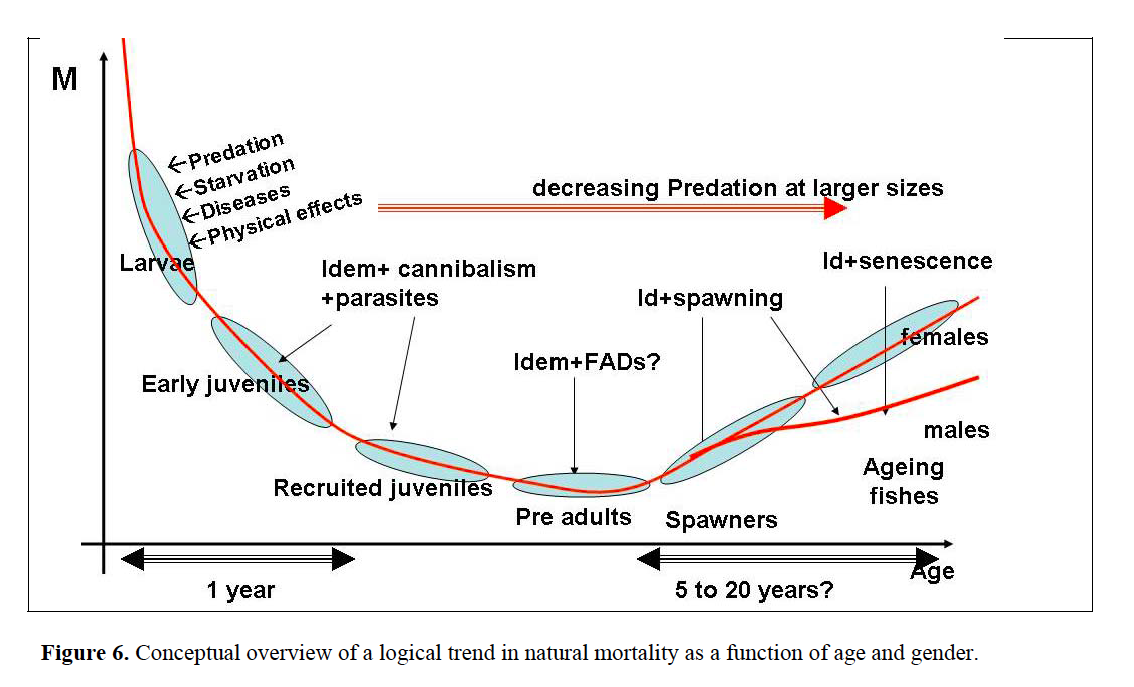 M
←Predation
←Starvation
←Diseases
←Physical effects
decreasing Predation at larger sizes
Larvae
Idem+ cannibalism
+parasites
Id+spawning
Id+senescence
Early juveniles
Idem+FADs?
females
males
Recruited juveniles
Pre adults
Spawners
Ageing
fishes
1 year
5 to 20 years?
Age
Figure 6. Conceptual overview of a logical trend in natural mortality as a function of age and gender.